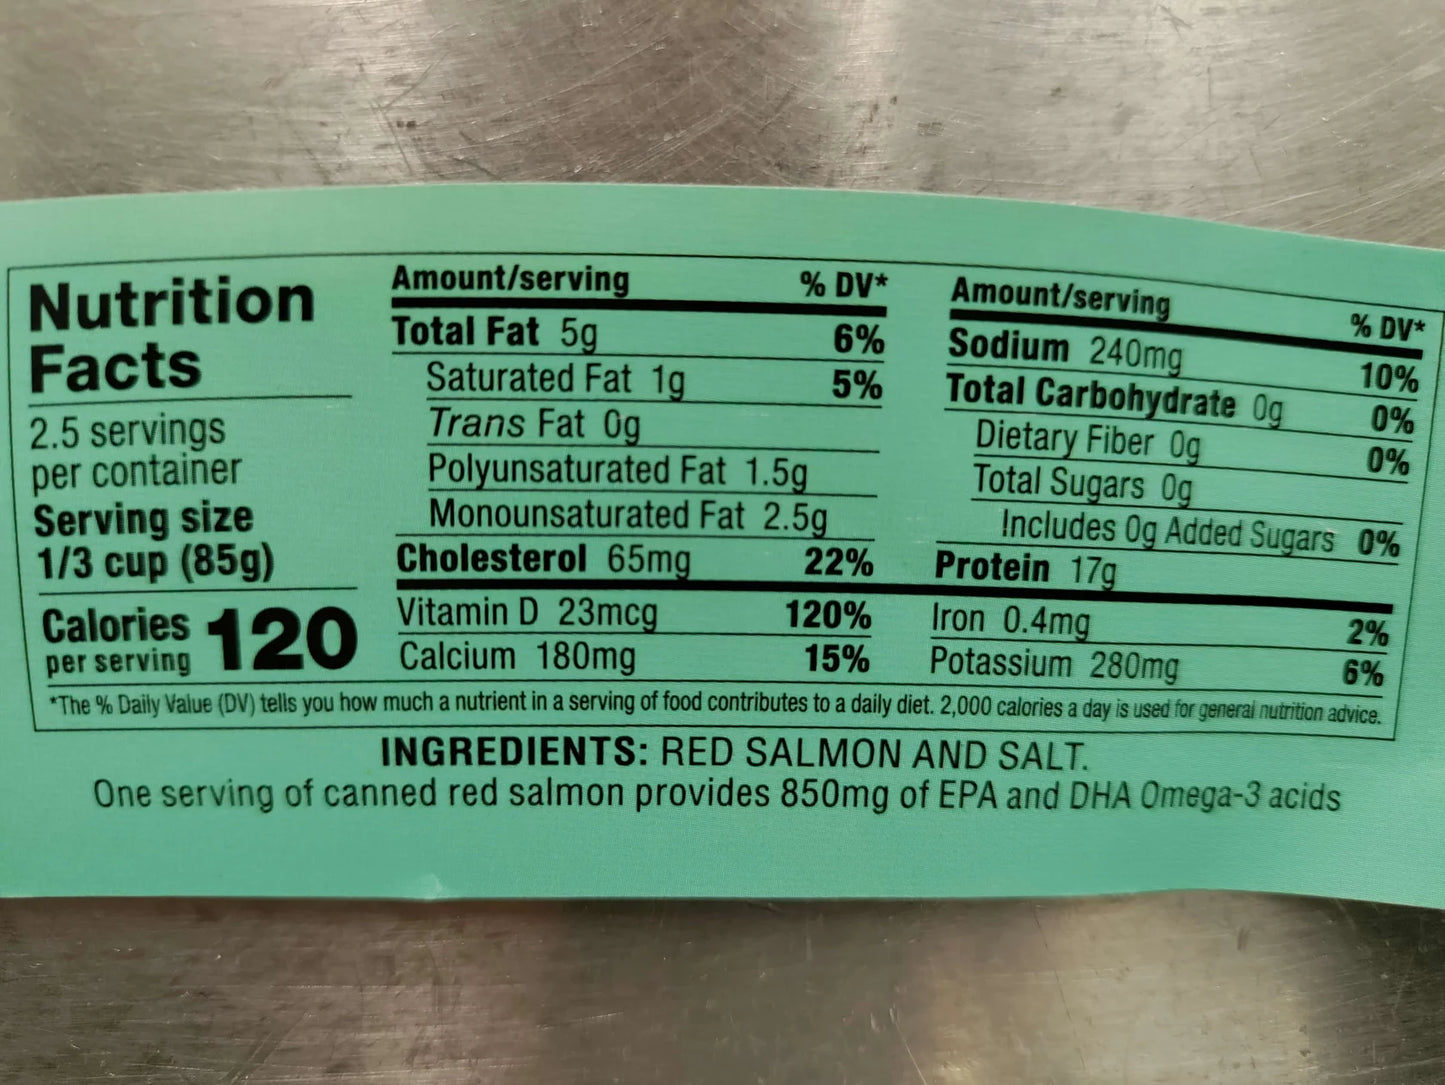 Nutrition
Facts
2.5 servings
per container
Serving size
1/3 cup (85g)
Calories 120
per serving
Amount/serving % DV*
Total Fat 5g 6%
Saturated Fat 1g 5%
Trans Fat 0g
Polyunsaturated Fat 1.5g
Monounsaturated Fat 2.5g
Cholesterol 65mg 22%
Vitamin D 23mcg 120%
Calcium 180mg 15%
Amount/serving % DV*
Sodium 240mg 10%
Total Carbohydrate 0g 0%
Dietary Fiber 0g 0%
Total Sugars 0g
Includes 0g Added Sugars 0%
Protein 17g
Iron 0.4mg 2%
Potassium 280mg 6%
*The % Daily Value (DV) tells you how much a nutrient in a serving of food contributes to a daily diet. 2,000 calories a day is used for general nutrition advice.
INGREDIENTS: RED SALMON AND SALT.
One serving of canned red salmon provides 850mg of EPA and DHA Omega-3 acids